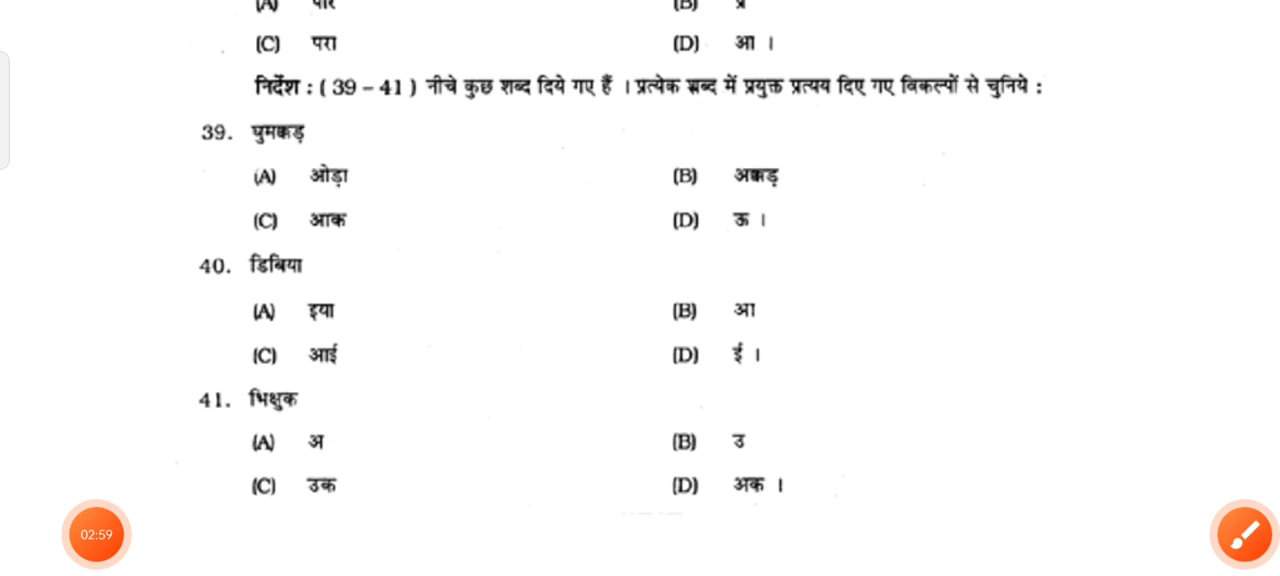 (C) परा (D) आ ।
निर्देश : ( 39 – 41 ) नीचे कुछ शब्द दिये गए हैं । प्रत्येक शब्द में प्रयुक्त प्रत्यय दिए गए विकल्पों से चुनिये :
39. घुमक्कड़
(A) ओड़ा (B) अक्कड़
(C) आक (D) ऊ ।
40. डिबिया
(A) इया (B) आ
(C) आई (D) ई ।
41. भिक्षुक
(A) अ (B) उ
(C) उक (D) अक ।
02:59